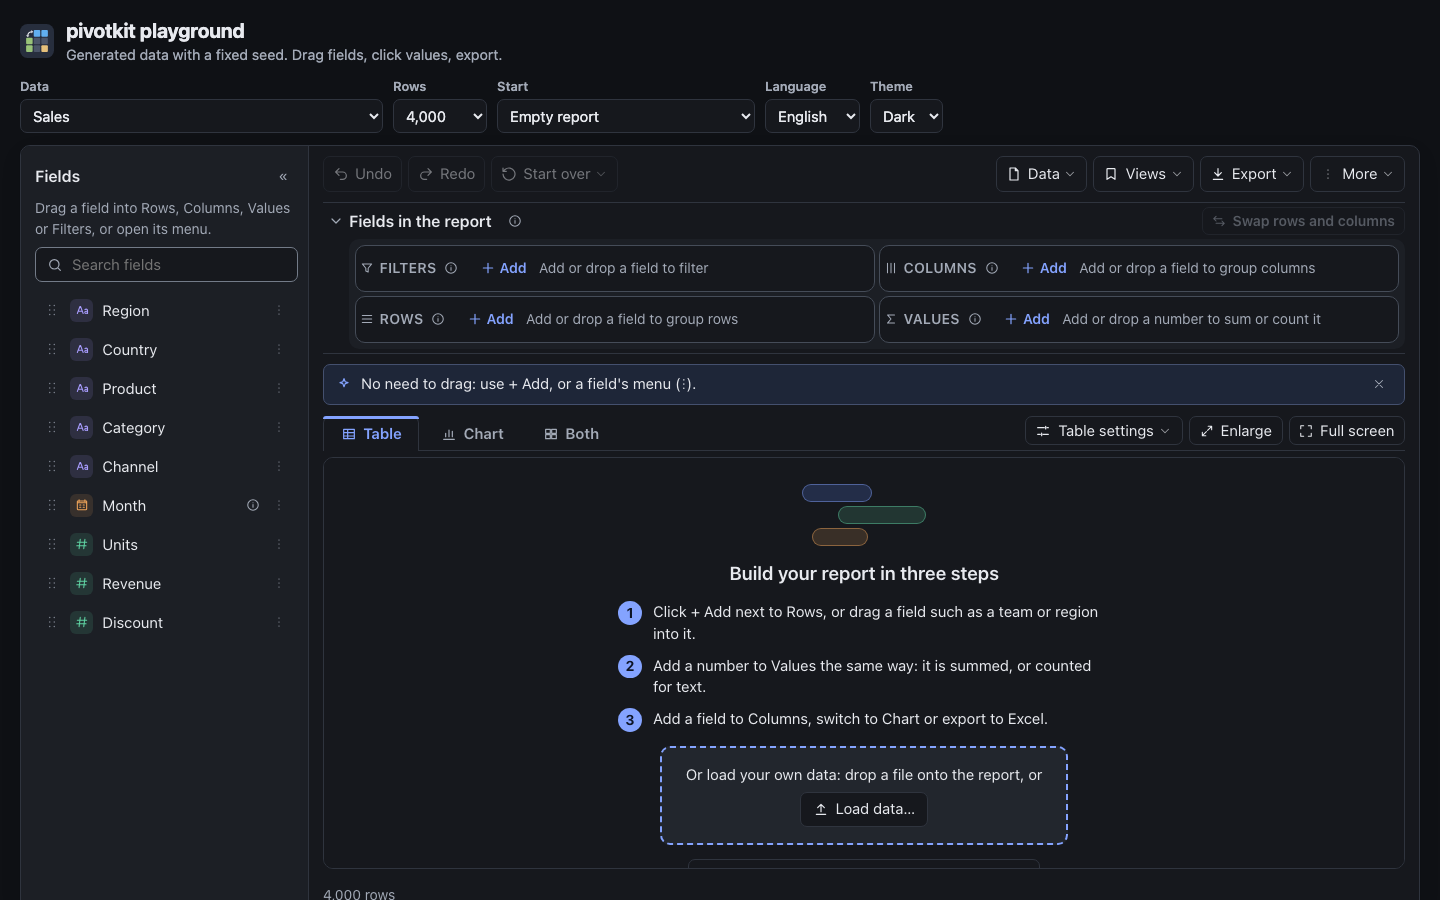 pivotkit playground
Generated data with a fixed seed. Drag fields, click values, export.
Data
Rows
Start
Language
Theme
Sales
4,000
Empty report
English
Dark
Fields
«
Drag a field into Rows, Columns, Values
or Filters, or open its menu.
Search fields
Aa Region
Aa Country
Aa Product
Aa Category
Aa Channel
Month
# Units
# Revenue
# Discount
Undo
Redo
Start over
Data
Views
Export
More
Fields in the report
Swap rows and columns
FILTERS
+ Add
Add or drop a field to filter
COLUMNS
+ Add
Add or drop a field to group columns
ROWS
+ Add
Add or drop a field to group rows
Σ VALUES
+ Add
Add or drop a number to sum or count it
No need to drag: use + Add, or a field's menu (⋮).
Table
Chart
Both
Table settings
Enlarge
Full screen
Build your report in three steps
1 Click + Add next to Rows, or drag a field such as a team or region
into it.
2 Add a number to Values the same way: it is summed, or counted
for text.
3 Add a field to Columns, switch to Chart or export to Excel.
Or load your own data: drop a file onto the report, or
Load data...
4,000 rows